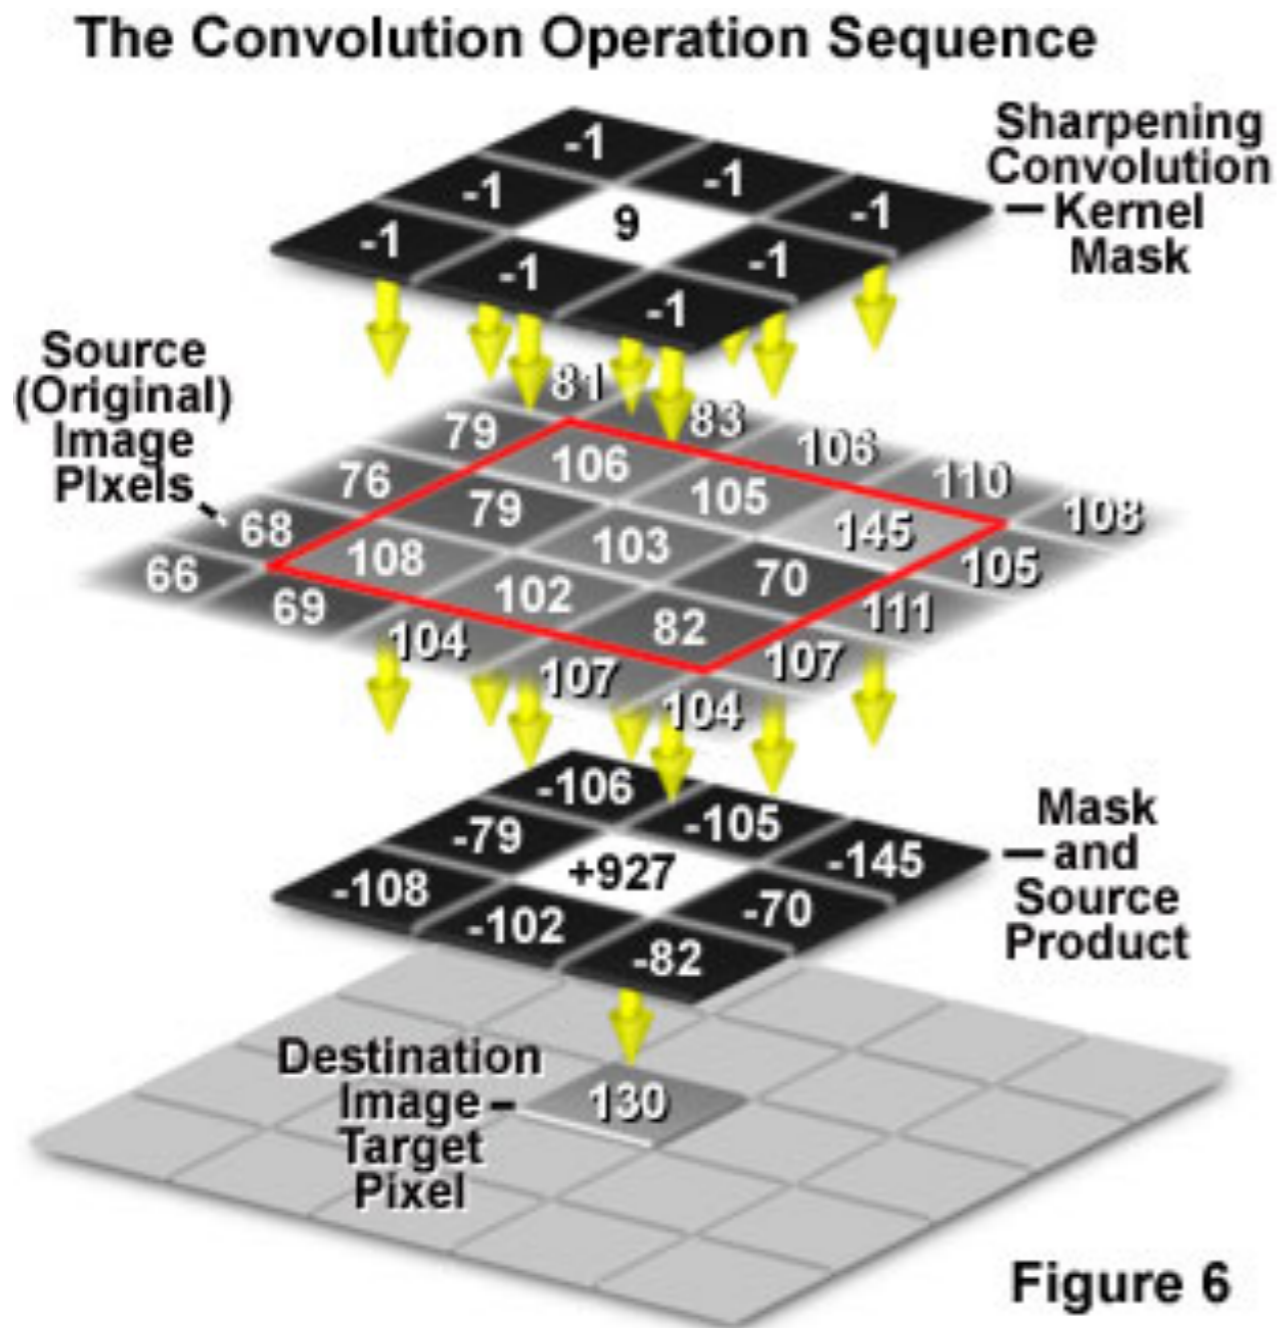 The Convolution Operation Sequence
Sharpening
Convolution
Kernel
Mask
-1
-1
-1
-1
9
-1
-1
-1
-1
Source
(Original)
Image
PIxels
81
83
106
110
108
79
106
105
145
105
76
79
103
70
111
68
108
102
82
107
66
69
104
107
104
Mask
and
Source
Product
-106
-105
-145
-79
+927
-70
-108
-102
-82
Destination
Image
Target
Pixel
130
Figure 6